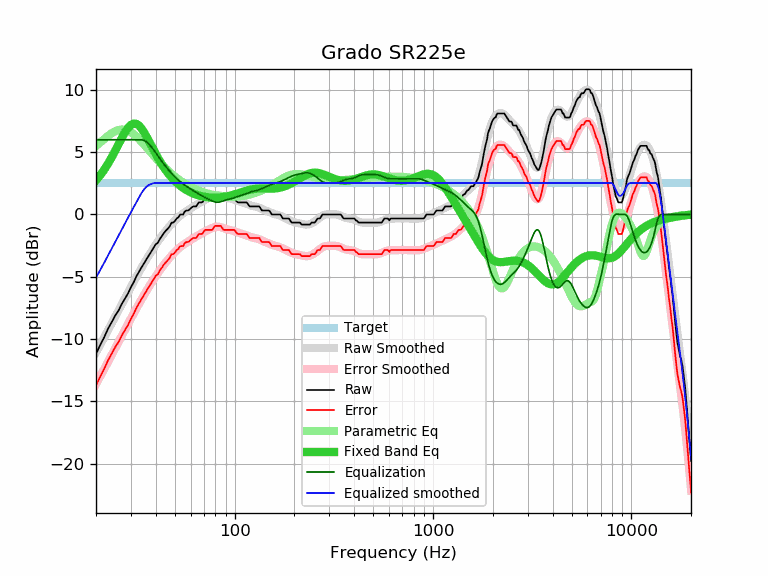 Grado SR225e
10
5
0
−5
−10
−15
−20
Amplitude (dBr)
Target
Raw Smoothed
Error Smoothed
Raw
Error
Parametric Eq
Fixed Band Eq
Equalization
Equalized smoothed
100
1000
10000
Frequency (Hz)